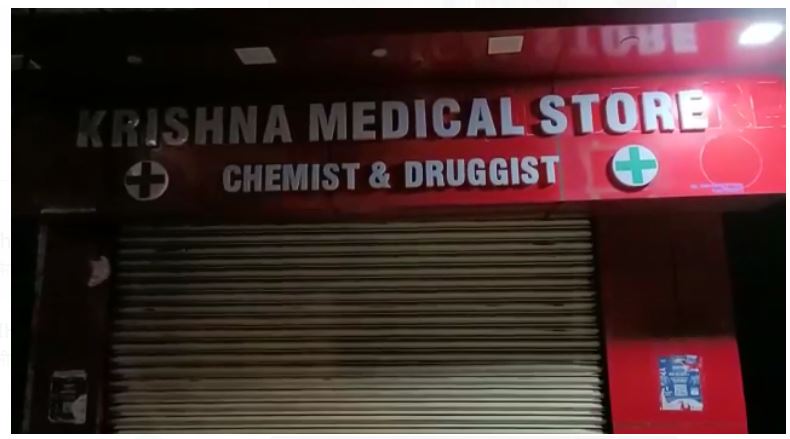 KRISHNA MEDICAL STORE
CHEMIST & DRUGGIST